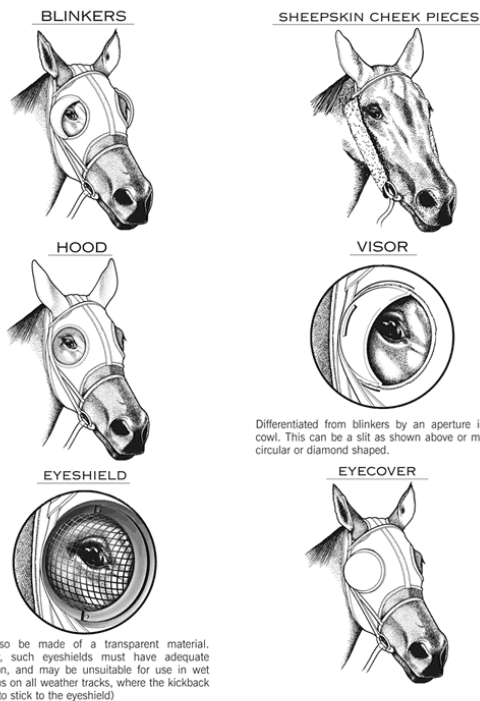 BLINKERS
SHEEPSKIN CHEEK PIECES
HOOD
VISOR
Differentiated from blinkers by an aperture i
cowl. This can be a slit as shown above or m
circular or diamond shaped.
EYESHIELD
so be made of a transparent material.
, such eyeshields must have adequate
n, and may be unsuitable for use in wet
s on all weather tracks, where the kickback
to stick to the eyeshield)
EYECOVER